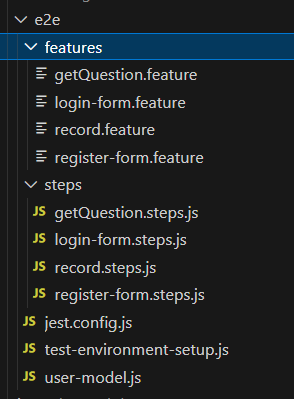 e2e
features
getQuestion.feature
login-form.feature
record.feature
register-form.feature
steps
JS getQuestion.steps.js
JS login-form.steps.js
JS record.steps.js
JS register-form.steps.js
JS jest.config.js
JS test-environment-setup.js
JS user-model.js